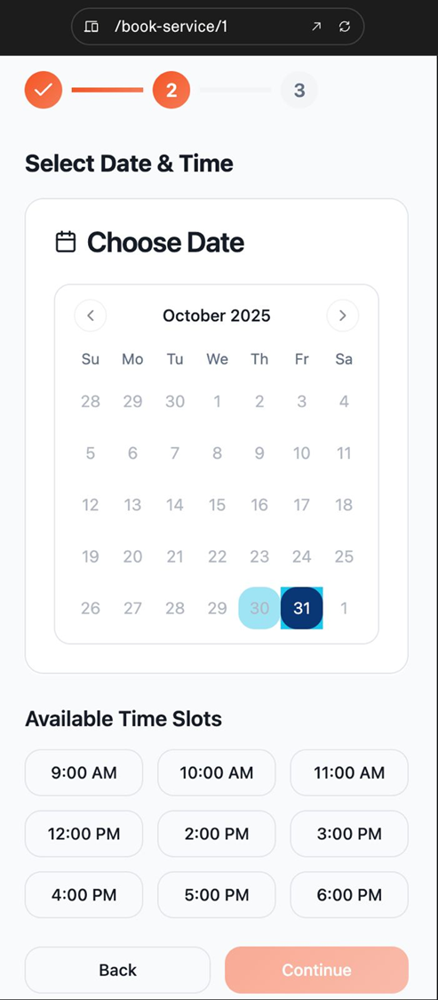 /book-service/1
2 3
Select Date & Time
Choose Date
October 2025
Su Mo Tu We Th Fr Sa
28 29 30 1 2 3 4
5 6 7 8 9 10 11
12 13 14 15 16 17 18
19 20 21 22 23 24 25
26 27 28 29 30 31 1
Available Time Slots
9:00 AM 10:00 AM 11:00 AM
12:00 PM 2:00 PM 3:00 PM
4:00 PM 5:00 PM 6:00 PM
Back Continue